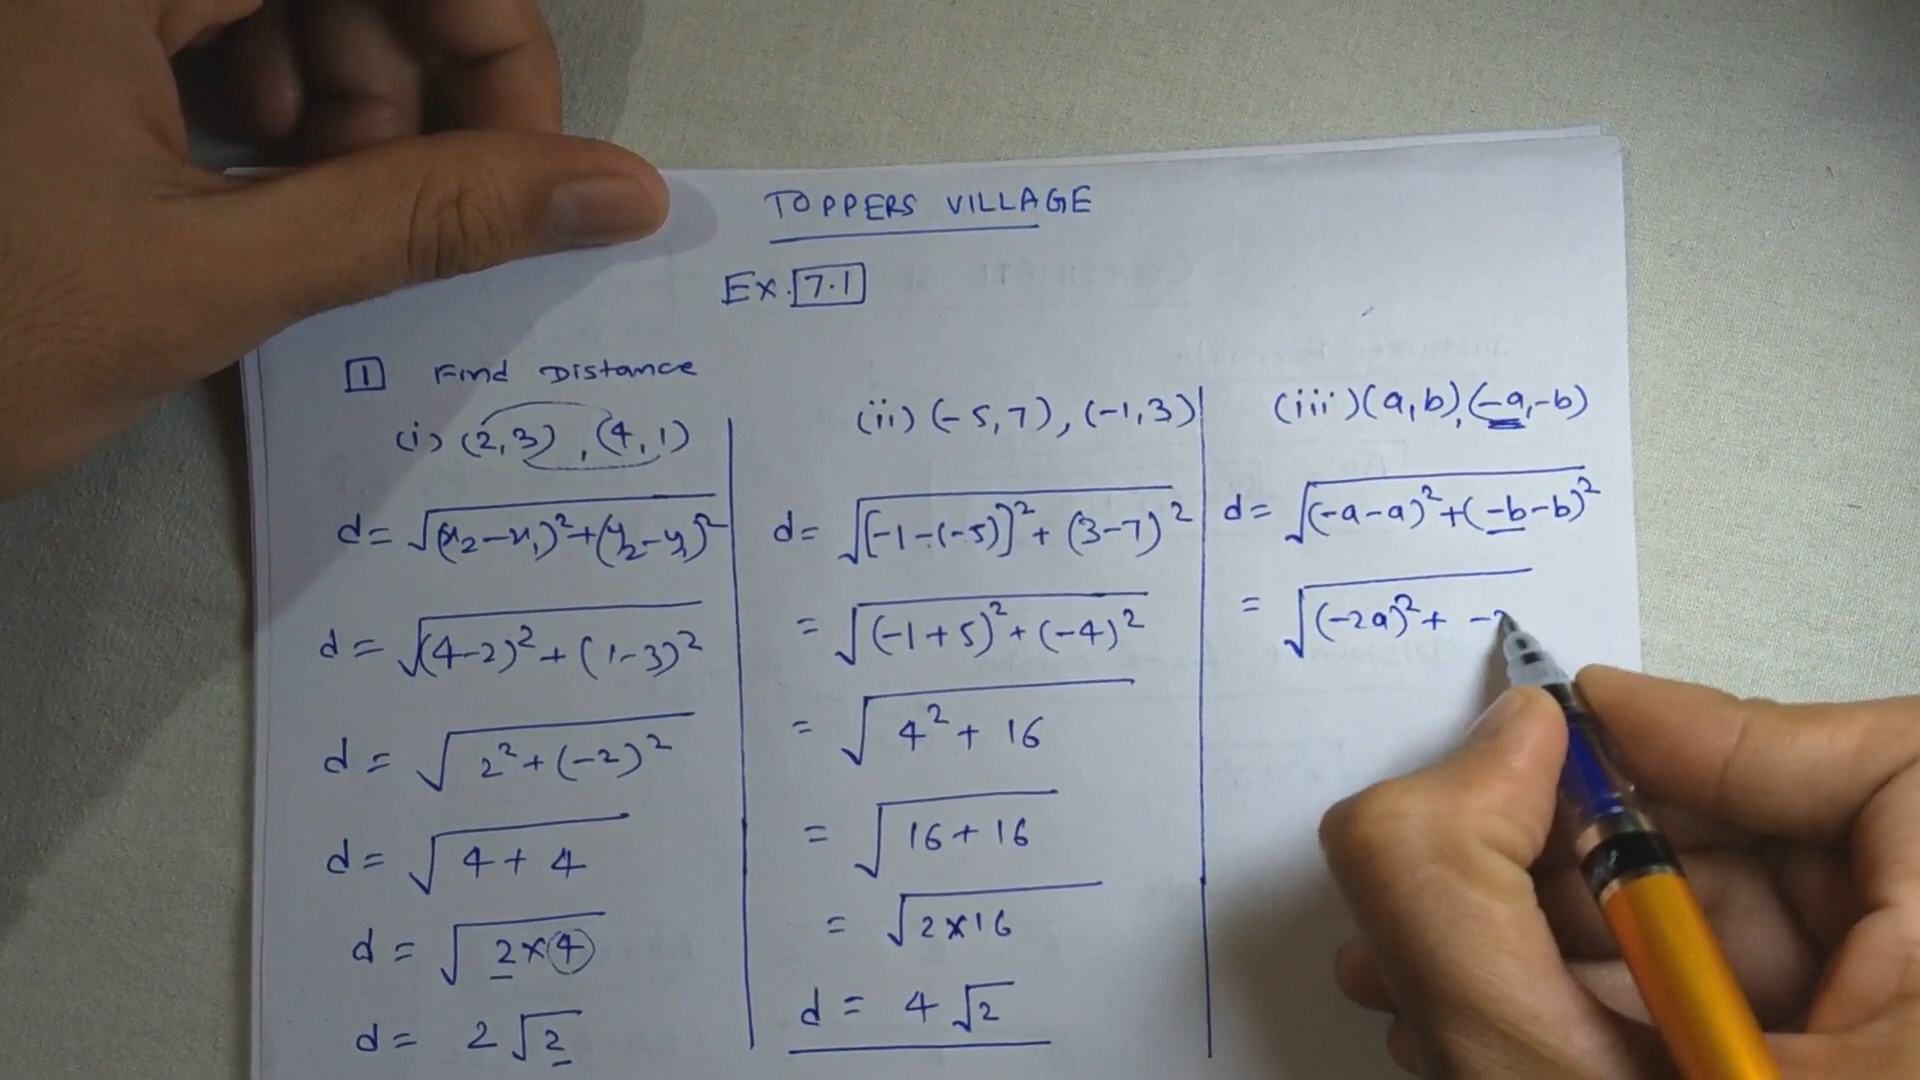 TOPPERS VILLAGE
Ex. 7.1
1 Find Distance
(i) (2,3), (4,1)
d = √(x₂-x₁)²+(y₂-y₁)²
d = √(4-2)²+(1-3)²
d = √2²+(-2)²
d = √4+4
d = √2×4
d = 2√2
(ii) (-5,7), (-1,3)
d = √[-1-(-5)]²+(3-7)²
= √(-1+5)²+(-4)²
= √4²+16
= √16+16
= √2×16
d = 4√2
(iii) (a,b), (-a,-b)
d = √(-a-a)²+(-b-b)²
= √(-2a)²+ -